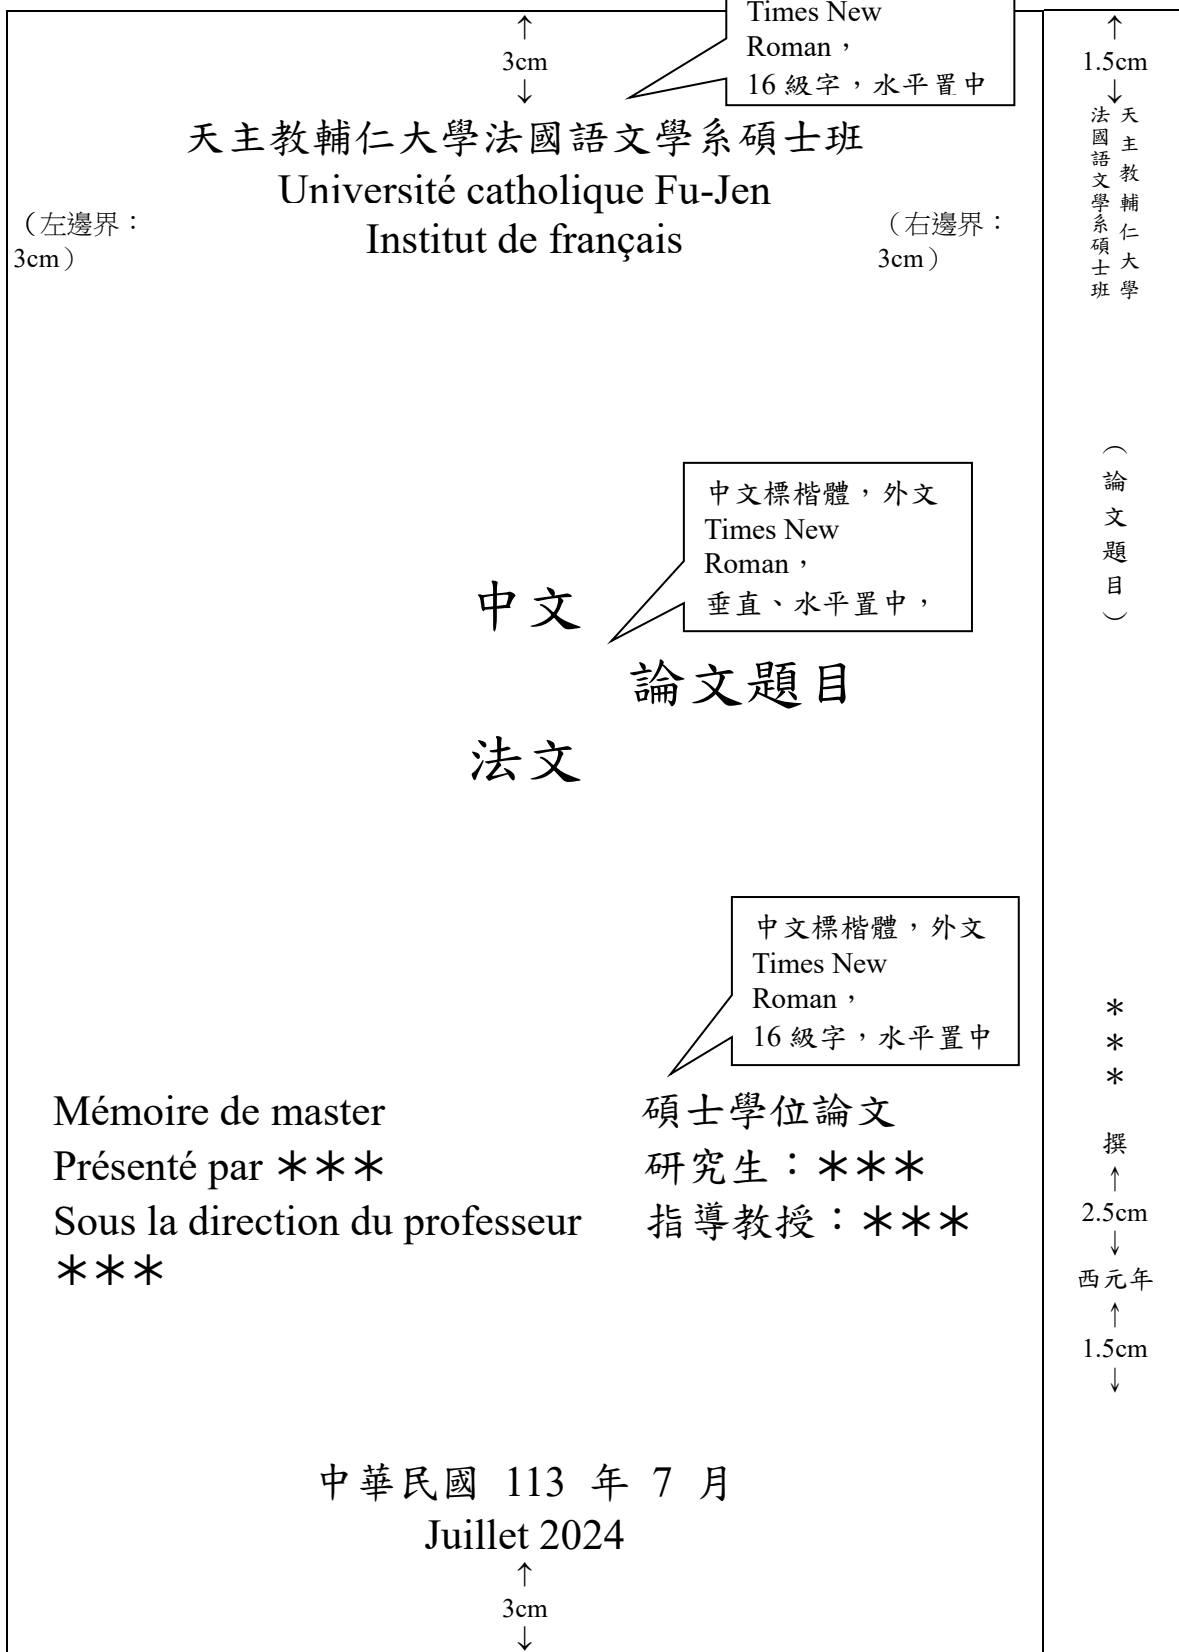 Times New
Roman，
16 級字，水平置中
↑
3cm
↓
天主教輔仁大學法國語文學系碩士班
Université catholique Fu-Jen
Institut de français
（左邊界：
3cm）
（右邊界：
3cm）
中文標楷體，外文
Times New
Roman，
垂直、水平置中，
中文
論文題目
法文
中文標楷體，外文
Times New
Roman，
16 級字，水平置中
Mémoire de master
Présenté par ＊＊＊
Sous la direction du professeur
＊＊＊
碩士學位論文
研究生：＊＊＊
指導教授：＊＊＊
中華民國 113 年 7 月
Juillet 2024
↑
3cm
↓
↑
1.5cm
↓
天主教輔仁大學
法國語文學系碩士班
（論文題目）
＊＊＊ 撰
↑
2.5cm
↓
西元年
↑
1.5cm
↓